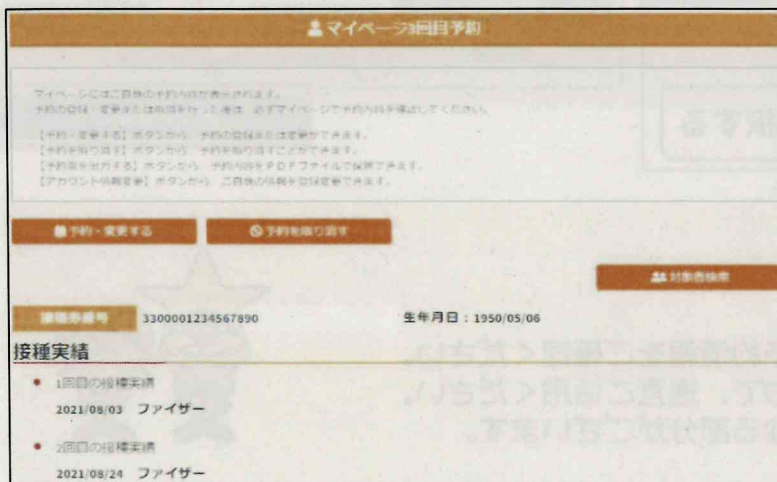 マイページ3回目予約
マイページにはご自身の予約内容が表示されます。
予約の登録・変更または取消を行った後は、必ずマイページで予約内容を確認してください。
【予約・変更する】ボタンから、予約の登録または変更ができます。
【予約を取り消す】ボタンから、予約を取り消すことができます。
【予約票を出力する】ボタンから、予約内容をPDFファイルで保存できます。
【アカウント情報変更】ボタンから、ご自身の情報を登録変更できます。
予約・変更する 予約を取り消す
対象者検索
接種券番号 3300001234567890 生年月日：1950/05/06
接種実績
1回目の接種実績
2021/08/03 ファイザー
2回目の接種実績
2021/08/24 ファイザー